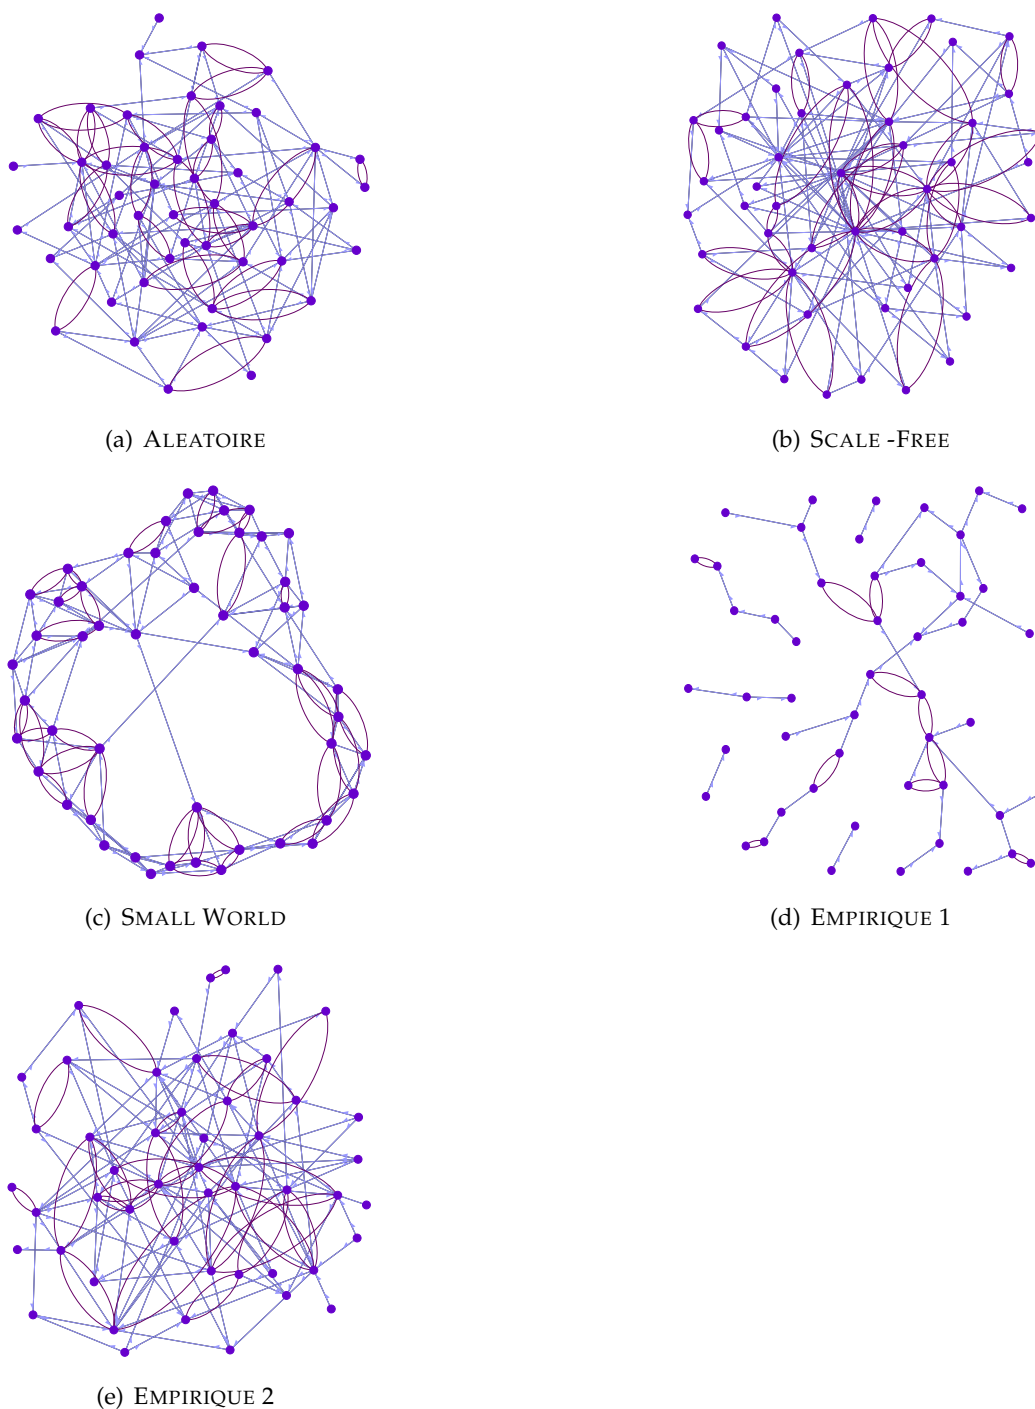 (a) ALEATOIRE
(b) SCALE -FREE
(c) SMALL WORLD
(d) EMPIRIQUE 1
(e) EMPIRIQUE 2